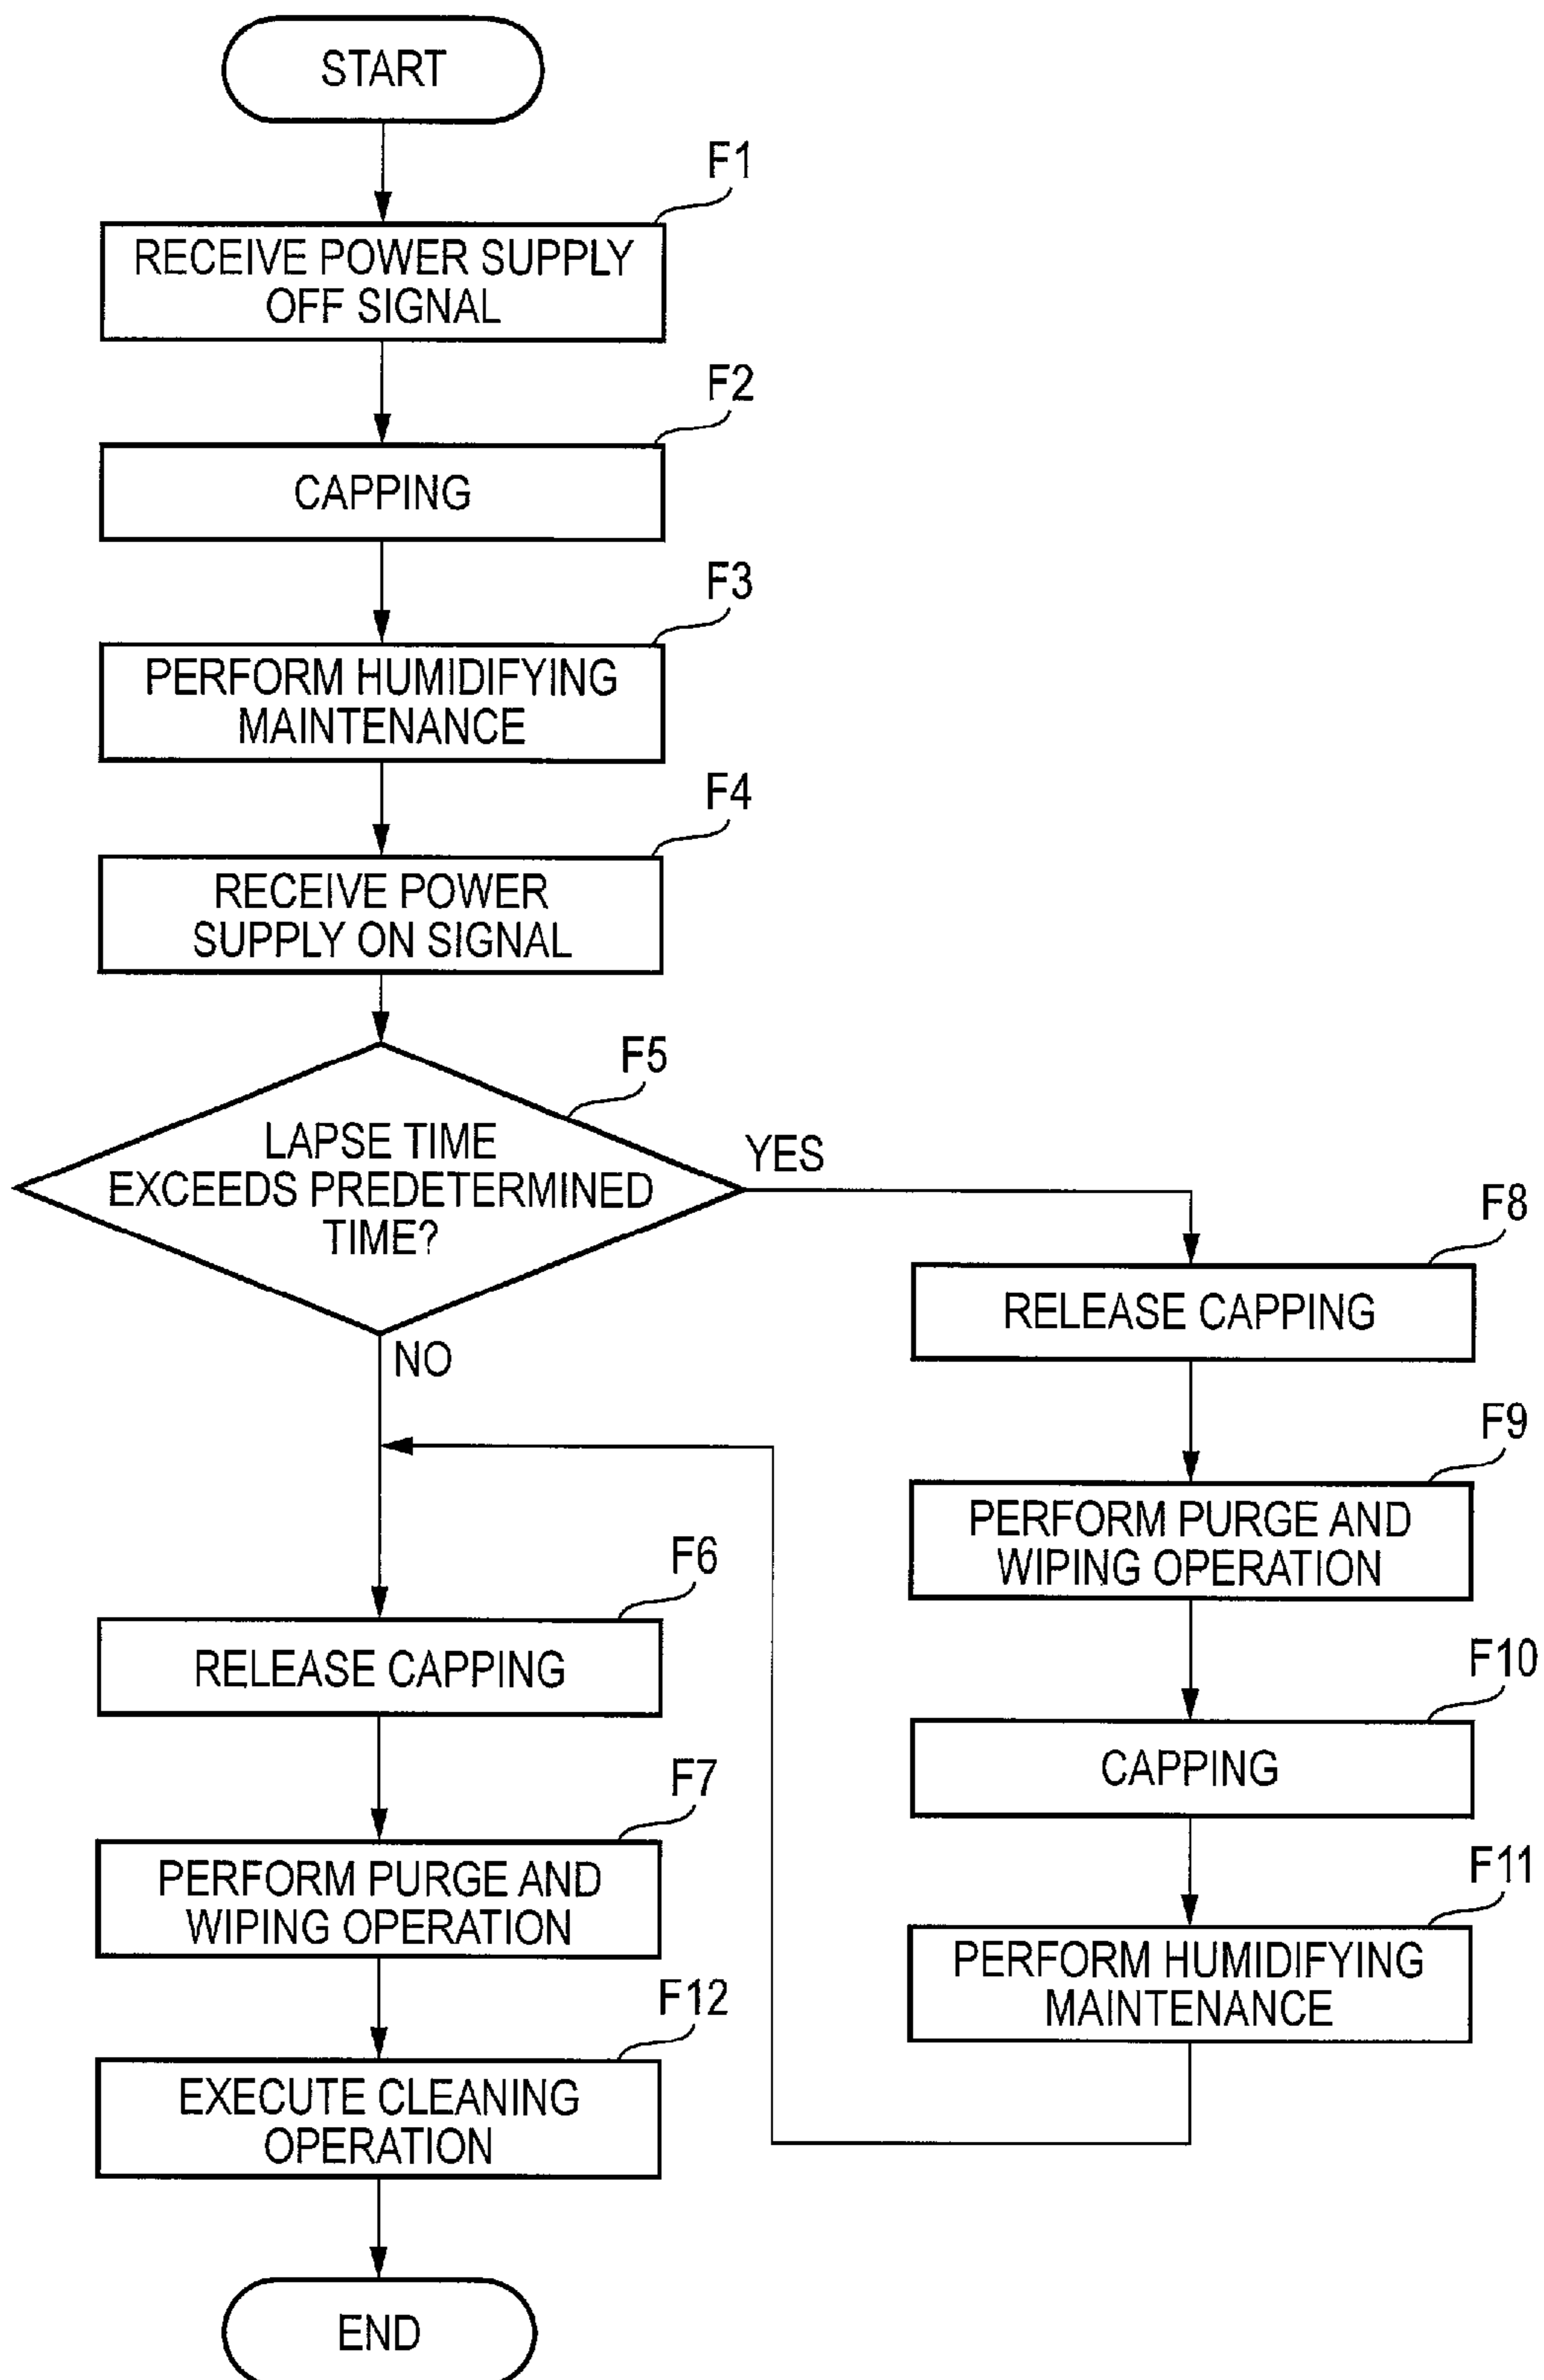 START
F1
RECEIVE POWER SUPPLY
OFF SIGNAL
F2
CAPPING
F3
PERFORM HUMIDIFYING
MAINTENANCE
F4
RECEIVE POWER
SUPPLY ON SIGNAL
F5
LAPSE TIME
EXCEEDS PREDETERMINED
TIME?
YES
NO
F8
RELEASE CAPPING
F9
PERFORM PURGE AND
WIPING OPERATION
F10
CAPPING
F11
PERFORM HUMIDIFYING
MAINTENANCE
F6
RELEASE CAPPING
F7
PERFORM PURGE AND
WIPING OPERATION
F12
EXECUTE CLEANING
OPERATION
END